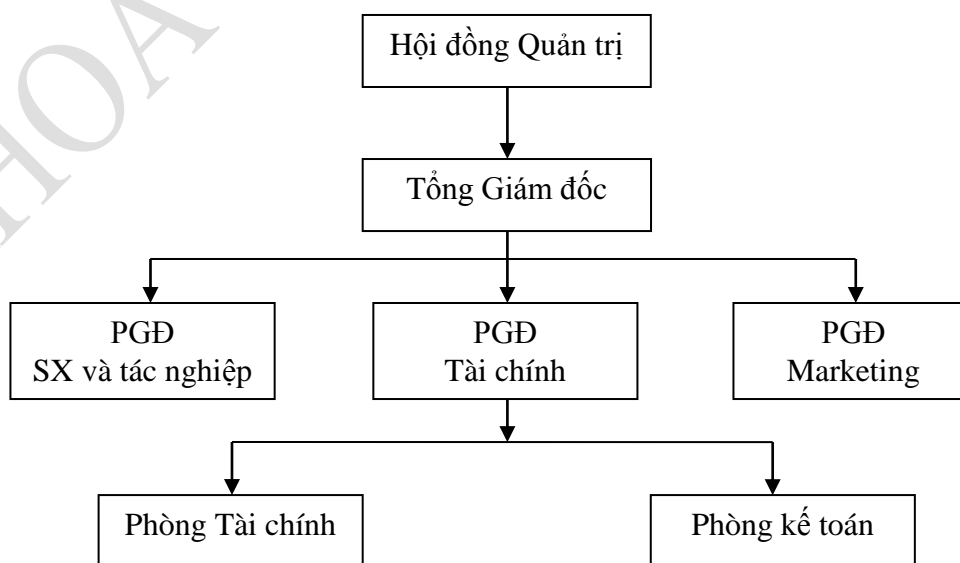 HOA
Hội đồng Quản trị
Tổng Giám đốc
PGĐ
SX và tác nghiệp
PGĐ
Tài chính
PGĐ
Marketing
Phòng Tài chính
Phòng kế toán